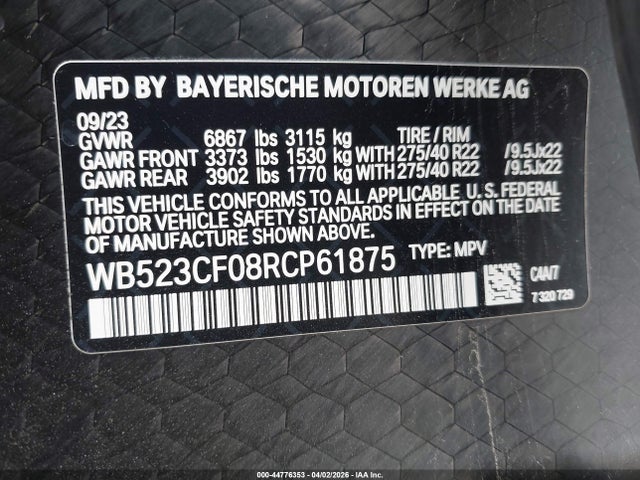 MFD BY BAYERISCHE MOTOREN WERKE AG
09/23
GVWR 6867 lbs 3115 kg TIRE / RIM
GAWR FRONT 3373 lbs 1530 kg WITH 275/40 R22 /9.5Jx22
GAWR REAR 3902 lbs 1770 kg WITH 275/40 R22 /9.5Jx22
THIS VEHICLE CONFORMS TO ALL APPLICABLE U.S. FEDERAL
MOTOR VEHICLE SAFETY STANDARDS IN EFFECT ON THE DATE
OF MANUFACTURE SHOWN ABOVE.
WB523CF08RCP61875 TYPE: MPV
C4A/7
7 320 729
000-44776353 | 04/02/2026 - IAA Inc.